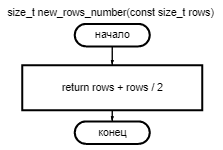 size_t new_rows_number(const size_t rows)
начало
return rows + rows / 2
конец